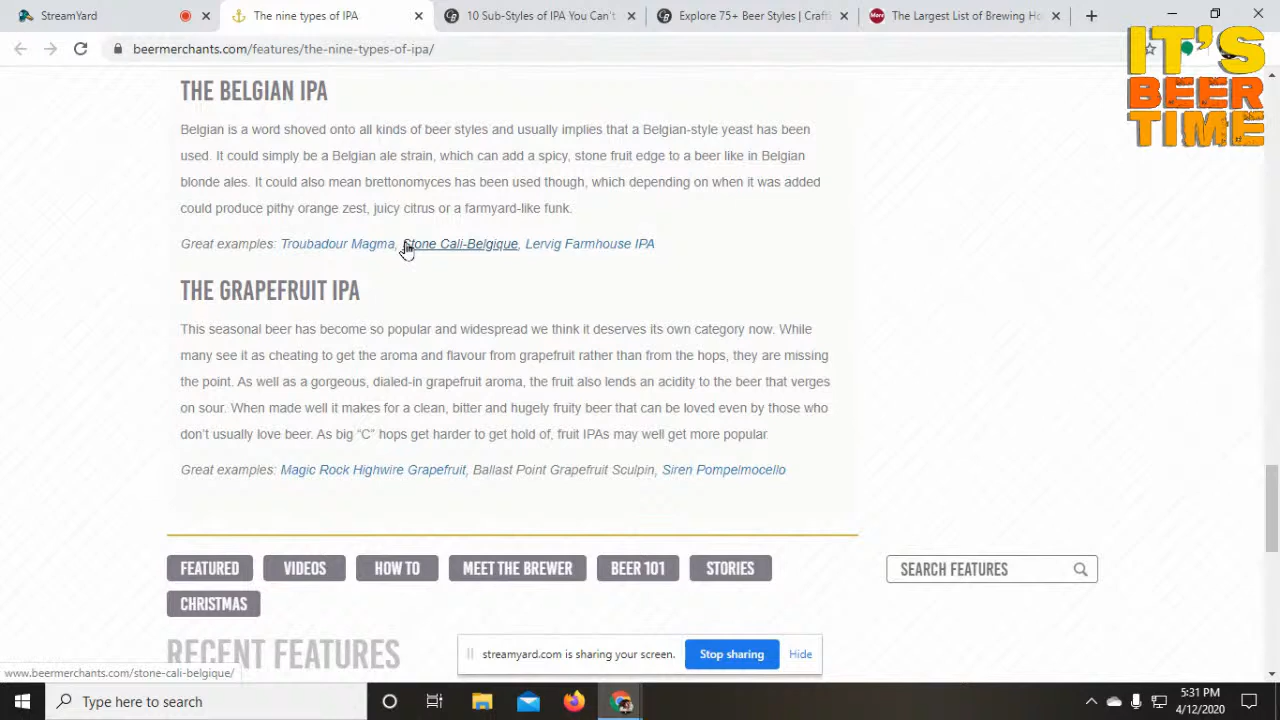 StreamYard
The nine types of IPA
10 Sub-Styles of IPA You Can't
Explore 75+ Beer Styles | Craft
More
The Largest List of Brewing Ho
beermerchants.com/features/the-nine-types-of-ipa/
IT'S
BEER
TIME
THE BELGIAN IPA
Belgian is a word shoved onto all kinds of beer styles and usually implies that a Belgian-style yeast has been
used. It could simply be a Belgian ale strain, which can add a spicy, stone fruit edge to a beer like in Belgian
blonde ales. It could also mean brettonomyces has been used though, which depending on when it was added
could produce pithy orange zest, juicy citrus or a farmyard-like funk.
Great examples: Troubadour Magma, Stone Cali-Belgique, Lervig Farmhouse IPA
THE GRAPEFRUIT IPA
This seasonal beer has become so popular and widespread we think it deserves its own category now. While
many see it as cheating to get the aroma and flavour from grapefruit rather than from the hops, they are missing
the point. As well as a gorgeous, dialed-in grapefruit aroma, the fruit also lends an acidity to the beer that verges
on sour. When made well it makes for a clean, bitter and hugely fruity beer that can be loved even by those who
don't usually love beer. As big “C” hops get harder to get hold of, fruit IPAs may well get more popular.
Great examples: Magic Rock Highwire Grapefruit, Ballast Point Grapefruit Sculpin, Siren Pompelmocello
FEATURED VIDEOS HOW TO MEET THE BREWER BEER 101 STORIES
SEARCH FEATURES
CHRISTMAS
RECENT FEATURES
streamyard.com is sharing your screen. Stop sharing Hide
www.beermerchants.com/stone-cali-belgique/
Type here to search
5:31 PM
4/12/2020